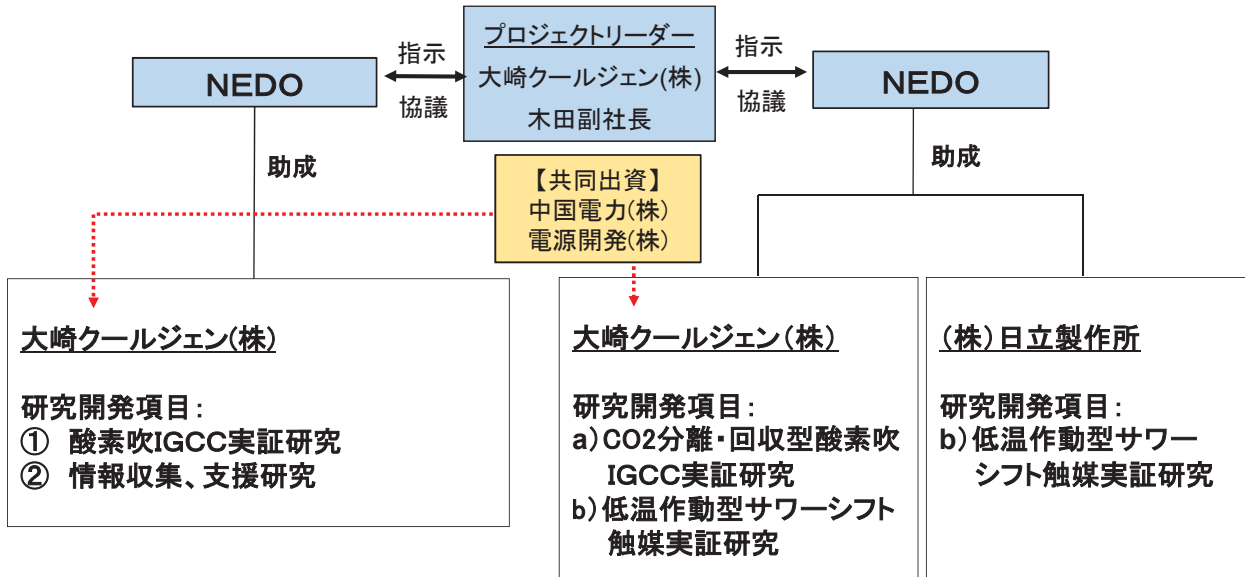 プロジェクトリーダー
大崎クールジェン(株)
木田副社長
指示
協議
指示
協議
NEDO
NEDO
助成
助成
【共同出資】
中国電力(株)
電源開発(株)
大崎クールジェン(株)
研究開発項目：
① 酸素吹IGCC実証研究
② 情報収集、支援研究
大崎クールジェン(株)
研究開発項目：
a)CO2分離・回収型酸素吹
IGCC実証研究
b)低温作動型サワーシフト
触媒実証研究
(株)日立製作所
研究開発項目：
b)低温作動型サワー
シフト触媒実証研究